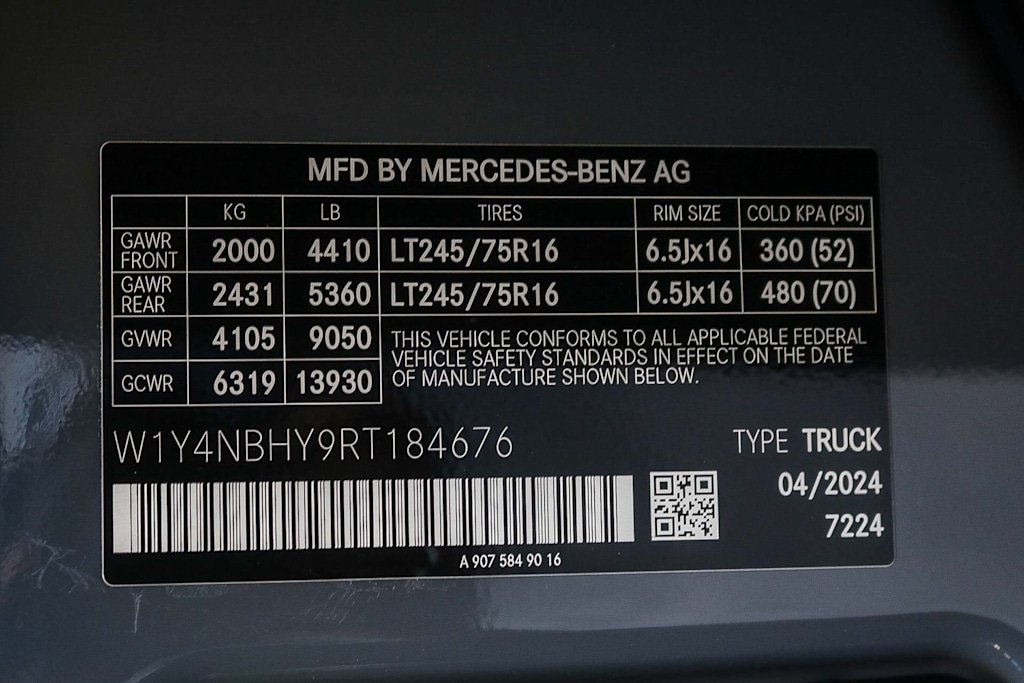 MFD BY MERCEDES-BENZ AG
KG LB TIRES RIM SIZE COLD KPA (PSI)
GAWR FRONT 2000 4410 LT245/75R16 6.5Jx16 360 (52)
GAWR REAR 2431 5360 LT245/75R16 6.5Jx16 480 (70)
GVWR 4105 9050
GCWR 6319 13930
THIS VEHICLE CONFORMS TO ALL APPLICABLE FEDERAL
VEHICLE SAFETY STANDARDS IN EFFECT ON THE DATE
OF MANUFACTURE SHOWN BELOW.
W1Y4NBHY9RT184676
TYPE TRUCK
04/2024
7224
A 907 584 90 16